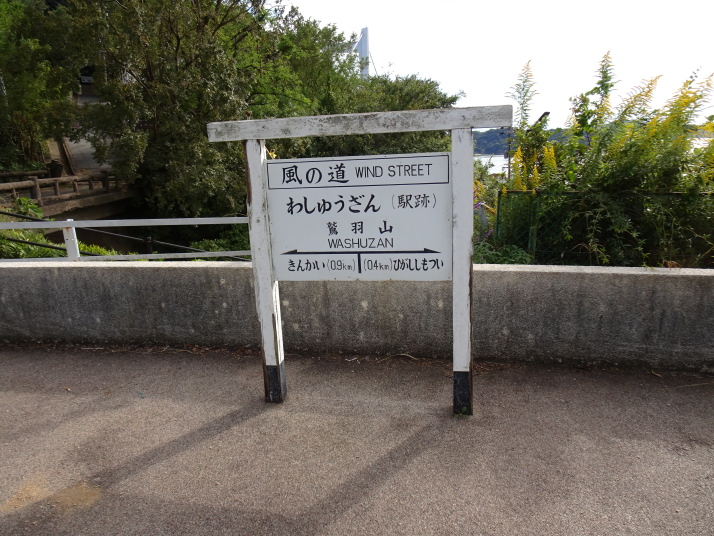 風の道 WIND STREET
わしゅうざん（駅跡）
鷲羽山
WASHUZAN
きんかい(0.9km) (0.4km)ひがししもつい